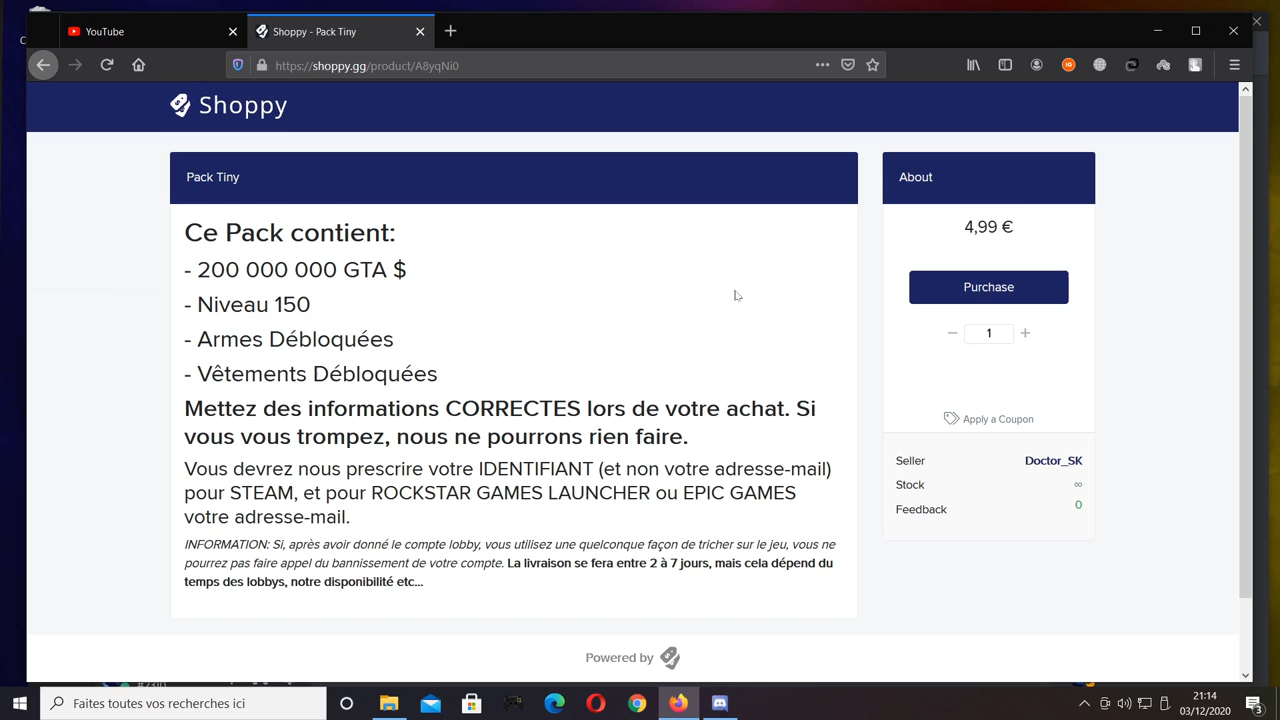 YouTube
Shoppy - Pack Tiny
https://shoppy.gg/product/A8yqNi0
Shoppy
Pack Tiny
About
Ce Pack contient:
- 200 000 000 GTA $
- Niveau 150
- Armes Débloquées
- Vêtements Débloquées
Mettez des informations CORRECTES lors de votre achat. Si
vous vous trompez, nous ne pourrons rien faire.
Vous devrez nous prescrire votre IDENTIFIANT (et non votre adresse-mail)
pour STEAM, et pour ROCKSTAR GAMES LAUNCHER ou EPIC GAMES
votre adresse-mail.
INFORMATION: Si, après avoir donné le compte lobby, vous utilisez une quelconque façon de tricher sur le jeu, vous ne
pourrez pas faire appel du bannissement de votre compte. La livraison se fera entre 2 à 7 jours, mais cela dépend du
temps des lobbys, notre disponibilité etc...
4,99 €
Purchase
1
Apply a Coupon
Seller Doctor_SK
Stock ∞
Feedback 0
Powered by
Faites toutes vos recherches ici
21:14
03/12/2020
3